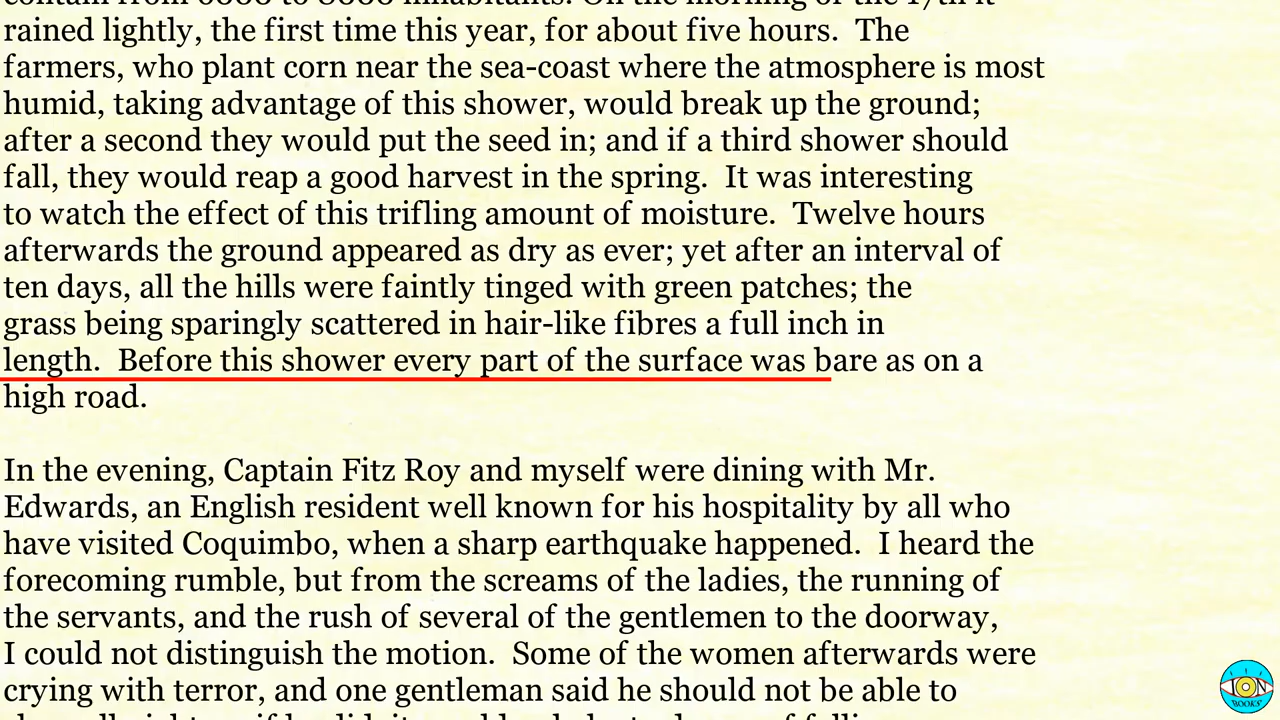 rained lightly, the first time this year, for about five hours.  The
farmers, who plant corn near the sea-coast where the atmosphere is most
humid, taking advantage of this shower, would break up the ground;
after a second they would put the seed in; and if a third shower should
fall, they would reap a good harvest in the spring.  It was interesting
to watch the effect of this trifling amount of moisture.  Twelve hours
afterwards the ground appeared as dry as ever; yet after an interval of
ten days, all the hills were faintly tinged with green patches; the
grass being sparingly scattered in hair-like fibres a full inch in
length.  Before this shower every part of the surface was bare as on a
high road.
In the evening, Captain Fitz Roy and myself were dining with Mr.
Edwards, an English resident well known for his hospitality by all who
have visited Coquimbo, when a sharp earthquake happened.  I heard the
forecoming rumble, but from the screams of the ladies, the running of
the servants, and the rush of several of the gentlemen to the doorway,
I could not distinguish the motion.  Some of the women afterwards were
crying with terror, and one gentleman said he should not be able to
ION
BOOKS